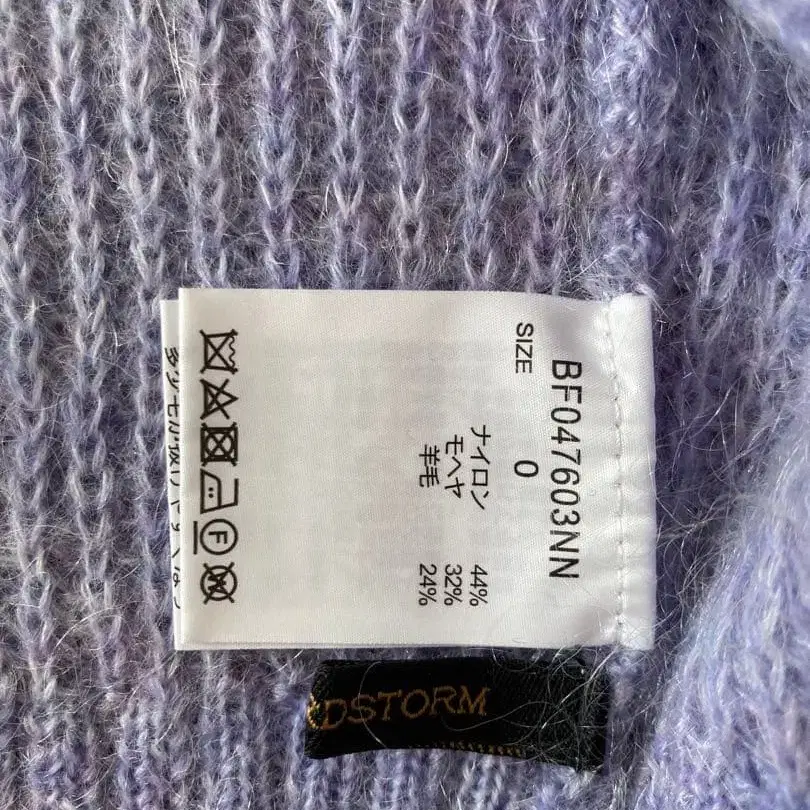 BF047603NN
SIZE 0
ナイロン 44%
モヘヤ 32%
羊毛 24%
F
W
DSTORM